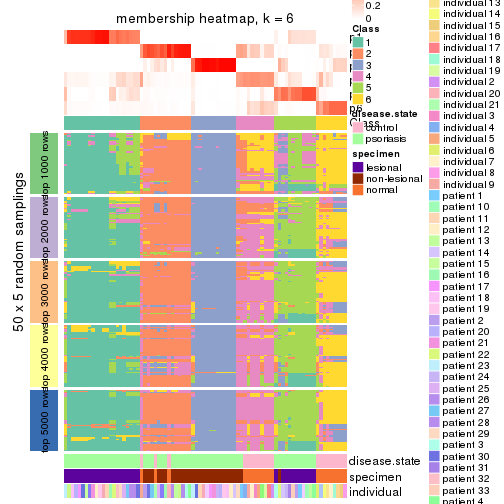 membership heatmap, k = 6
50 x 5 random samplings
top 1000 rows
top 2000 rows
top 3000 rows
top 4000 rows
top 5000 rows
p1
p6
Class
disease.state
specimen
individual
0.2
0
Class
1
2
3
4
5
6
disease.state
control
psoriasis
specimen
lesional
non-lesional
normal
individual 13
individual 14
individual 15
individual 16
individual 17
individual 18
individual 19
individual 2
individual 20
individual 21
individual 3
individual 4
individual 5
individual 6
individual 7
individual 8
individual 9
patient 1
patient 10
patient 11
patient 12
patient 13
patient 14
patient 15
patient 16
patient 17
patient 18
patient 19
patient 2
patient 20
patient 21
patient 22
patient 23
patient 24
patient 25
patient 26
patient 27
patient 28
patient 29
patient 3
patient 30
patient 31
patient 32
patient 33
patient 4